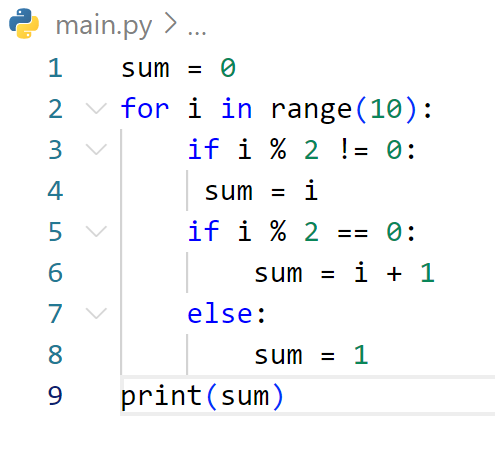 main.py > ...
1 sum = 0
2 for i in range(10):
3     if i % 2 != 0:
4      sum = i
5     if i % 2 == 0:
6         sum = i + 1
7     else:
8         sum = 1
9 print(sum)